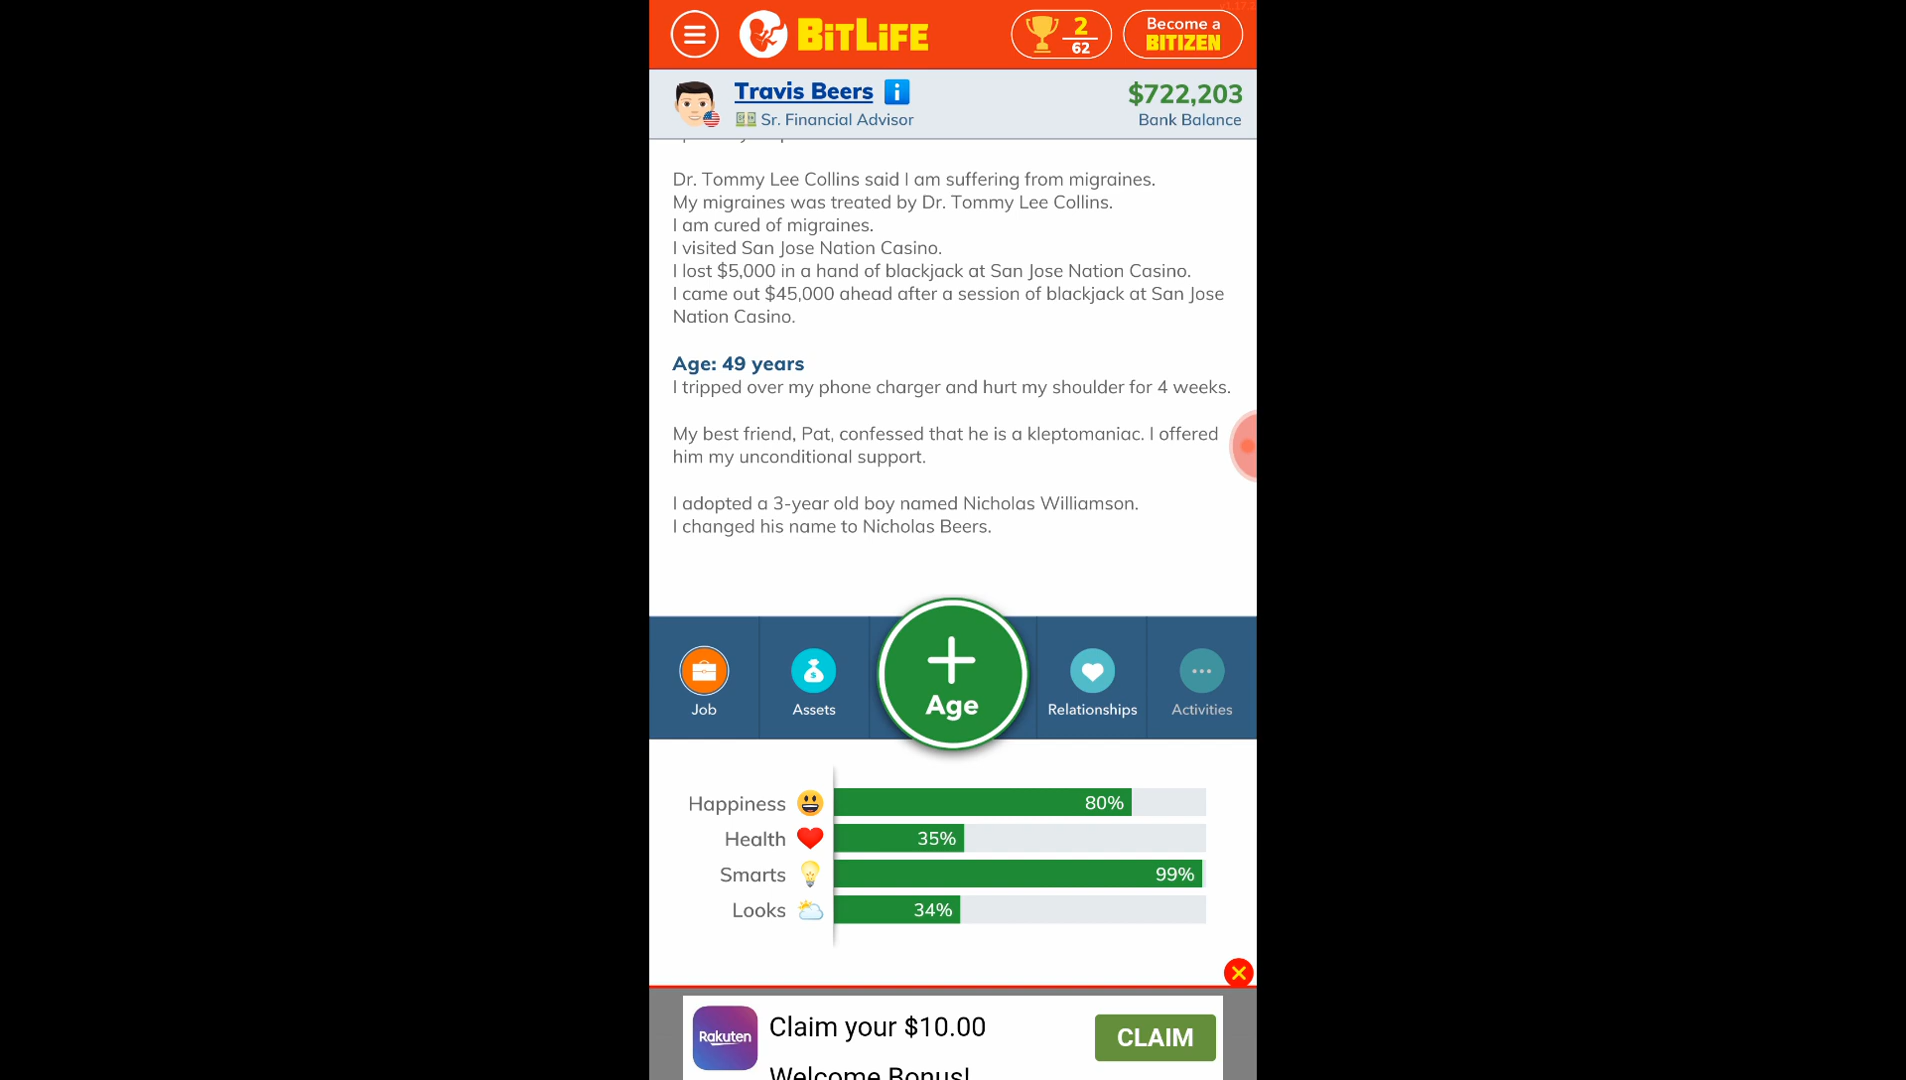 BiTLiFE
2
62
Become a
BITIZEN
Travis Beers
$722,203
Sr. Financial Advisor
Bank Balance
Dr. Tommy Lee Collins said I am suffering from migraines.
My migraines was treated by Dr. Tommy Lee Collins.
I am cured of migraines.
I visited San Jose Nation Casino.
I lost $5,000 in a hand of blackjack at San Jose Nation Casino.
I came out $45,000 ahead after a session of blackjack at San Jose
Nation Casino.
Age: 49 years
I tripped over my phone charger and hurt my shoulder for 4 weeks.
My best friend, Pat, confessed that he is a kleptomaniac. I offered
him my unconditional support.
I adopted a 3-year old boy named Nicholas Williamson.
I changed his name to Nicholas Beers.
Job
Assets
Age
Relationships
Activities
Happiness 80%
Health 35%
Smarts 99%
Looks 34%
Rakuten
Claim your $10.00
CLAIM
Welcome Bonus!